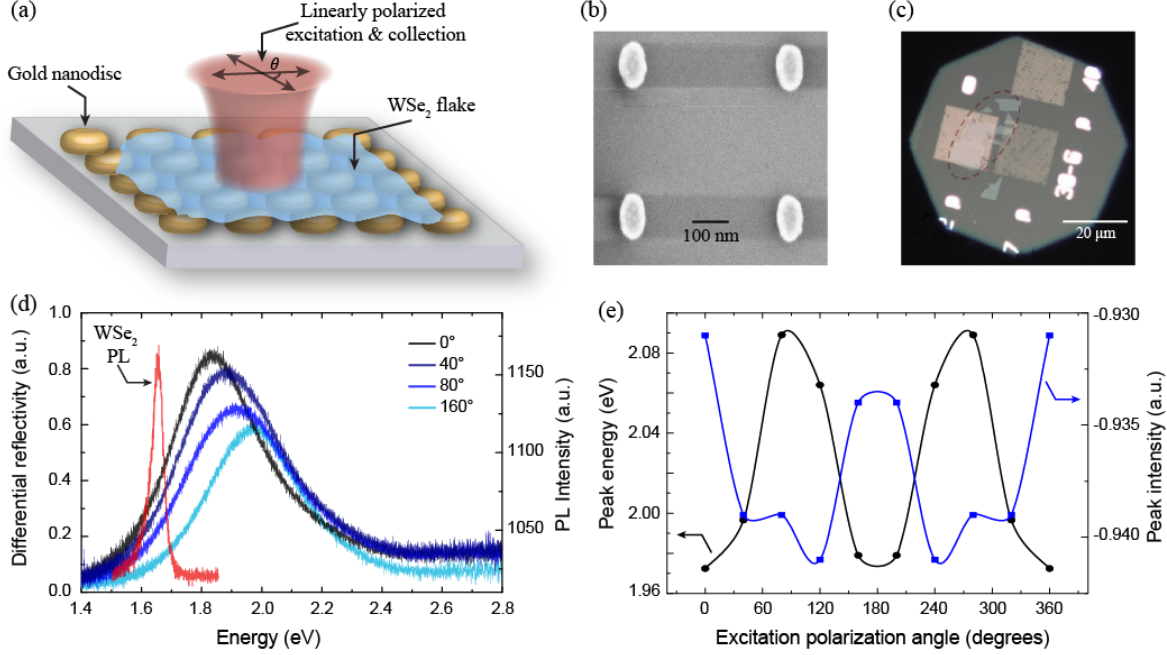 (a)
Linearly polarized
excitation & collection
θ
Gold nanodisc
WSe₂ flake
(b)
100 nm
(c)
20 μm
(d)
WSe₂
PL
0°
40°
80°
160°
Differential reflectivity (a.u.)
1.0
0.8
0.6
0.4
0.2
0.0
1.4 1.6 1.8 2.0 2.2 2.4 2.6 2.8
Energy (eV)
1150
1100
1050
PL Intensity (a.u.)
(e)
Peak energy (eV)
2.08
2.04
2.00
1.96
0 60 120 180 240 300 360
Excitation polarization angle (degrees)
-0.930
-0.935
-0.940
Peak intensity (a.u.)